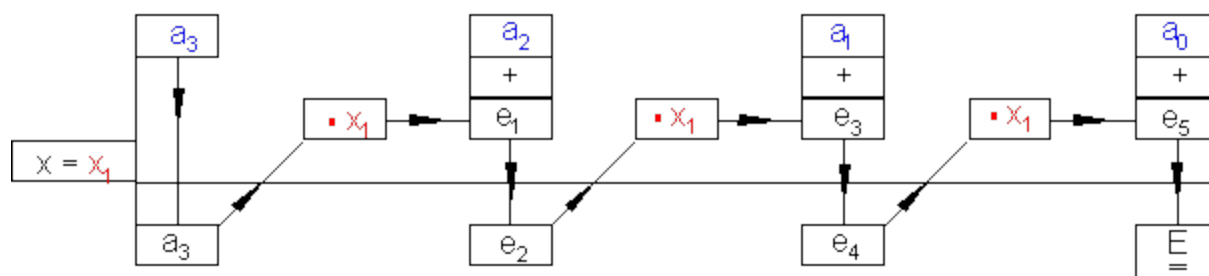 a₃ a₂ a₁ a₀
+ + +
· x₁ e₁ · x₁ e₃ · x₁ e₅
x = x₁
a₃ e₂ e₄ E
=